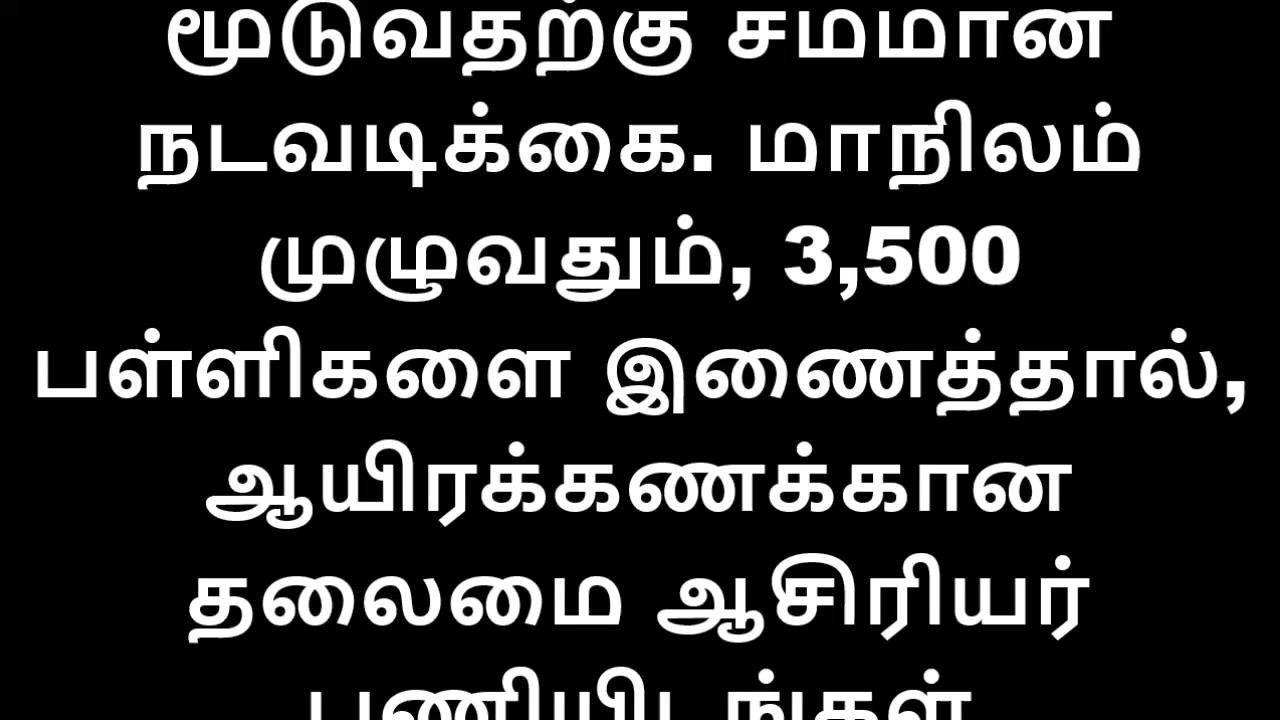 மூடுவதற்கு சமமான
நடவடிக்கை. மாநிலம்
முழுவதும், 3,500
பள்ளிகளை இணைத்தால்,
ஆயிரக்கணக்கான
தலைமை ஆசிரியர்
பணியிடங்கள்